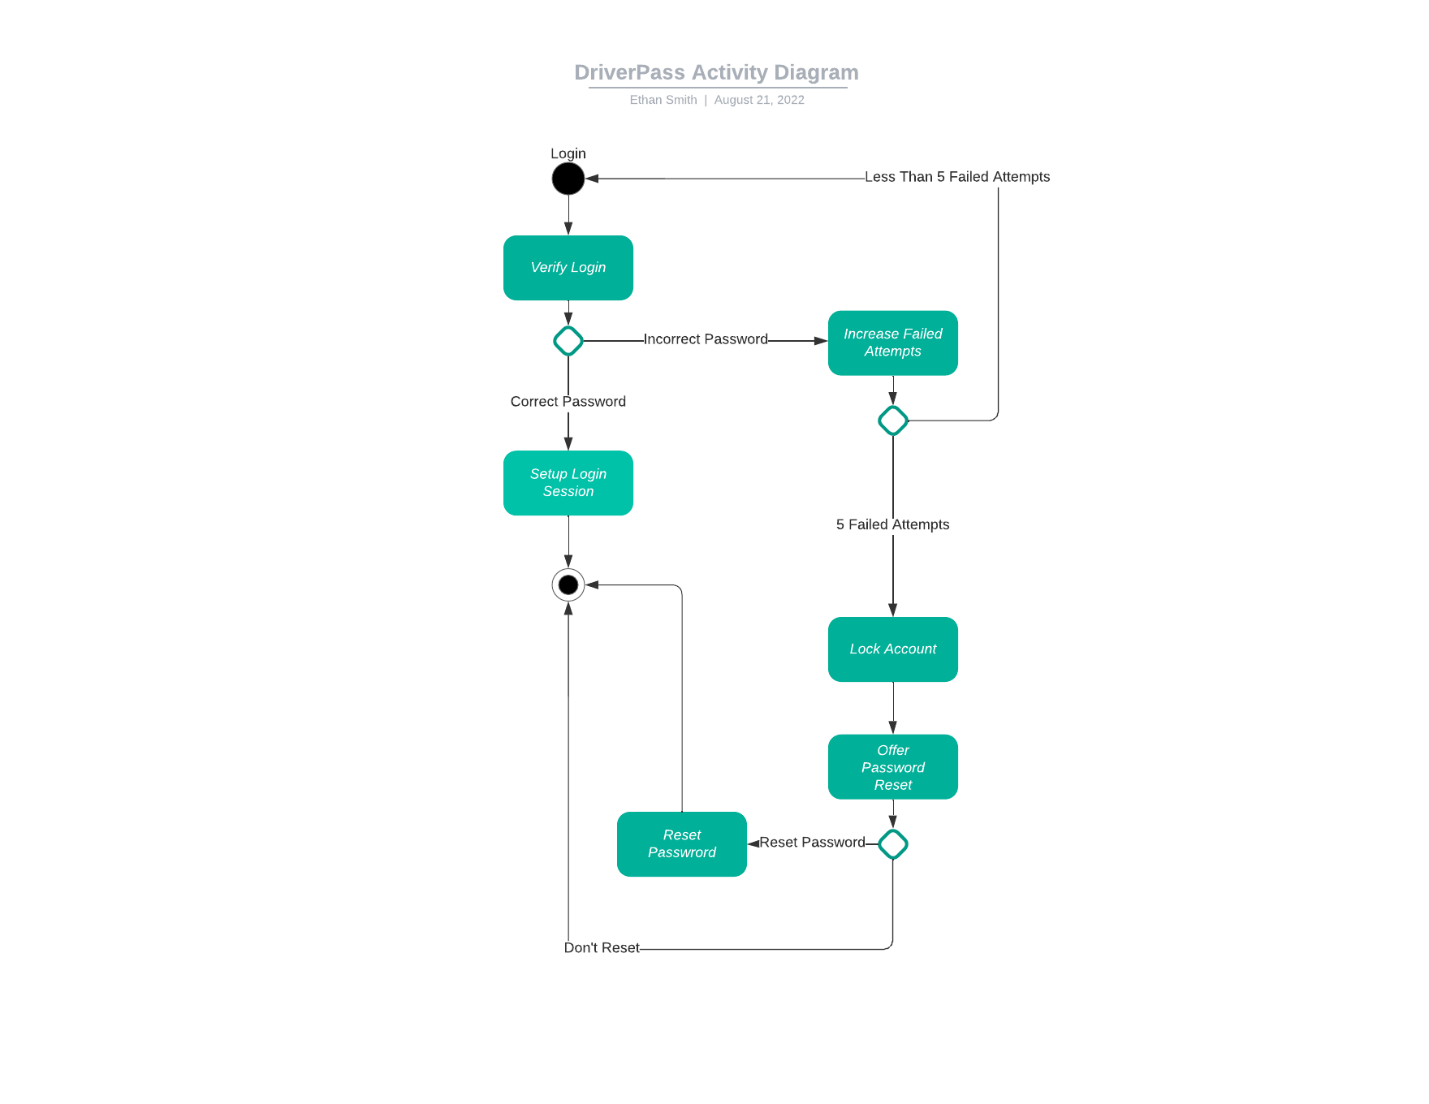 DriverPass Activity Diagram
Ethan Smith | August 21, 2022
Login
Less Than 5 Failed Attempts
Verify Login
Incorrect Password
Increase Failed
Attempts
Correct Password
Setup Login
Session
5 Failed Attempts
Lock Account
Offer
Password
Reset
Reset Password
Reset
Passwrord
Don't Reset